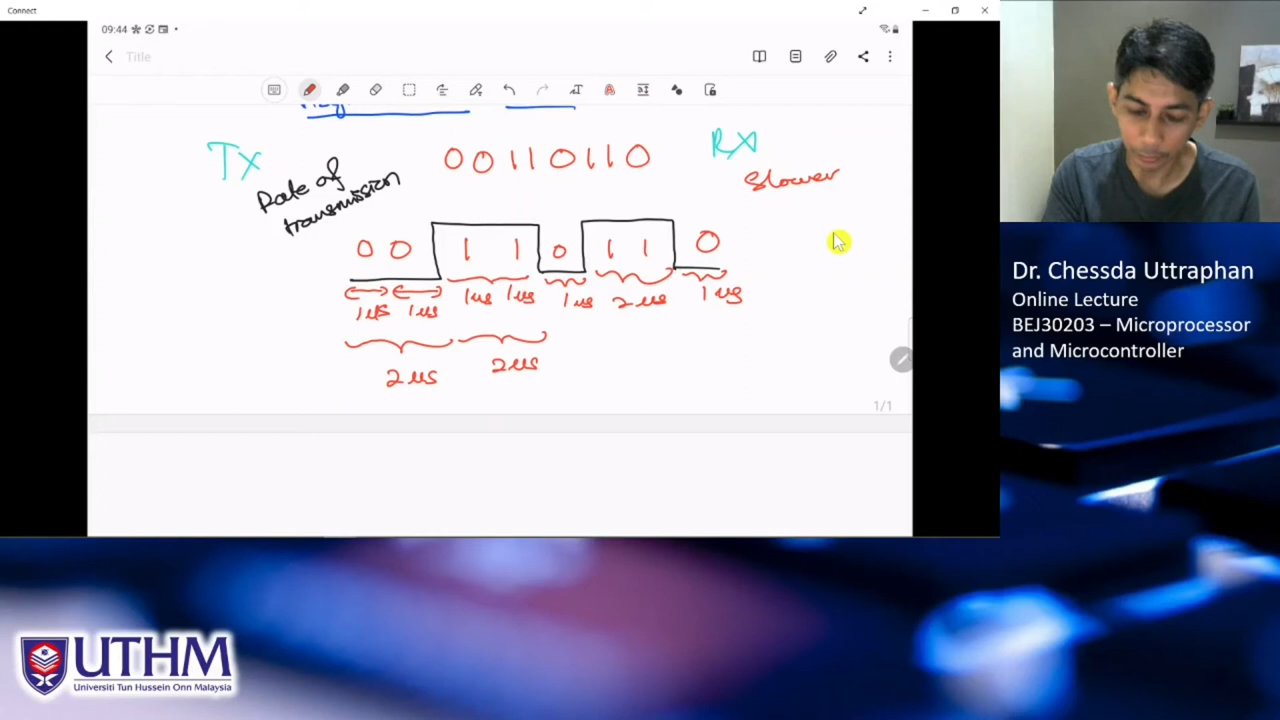 Connect
09:44
Title
TX
00110110
RX
Rate of
transmission
slower
0 0 1 1 0 1 1 0
1us 1us 1us 1us 1us 2us 1us
2us 2us
1/1
Dr. Chessda Uttraphan
Online Lecture
BEJ30203 – Microprocessor
and Microcontroller
UTHM
Universiti Tun Hussein Onn Malaysia